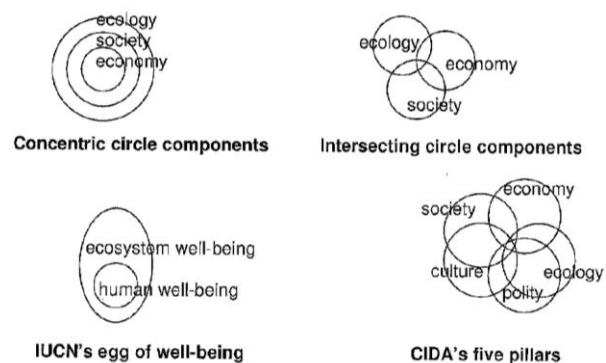 ecology
society
economy
Concentric circle components
ecology
economy
society
Intersecting circle components
ecosystem well-being
human well-being
IUCN's egg of well-being
economy
society
culture
ecology
polity
CIDA's five pillars